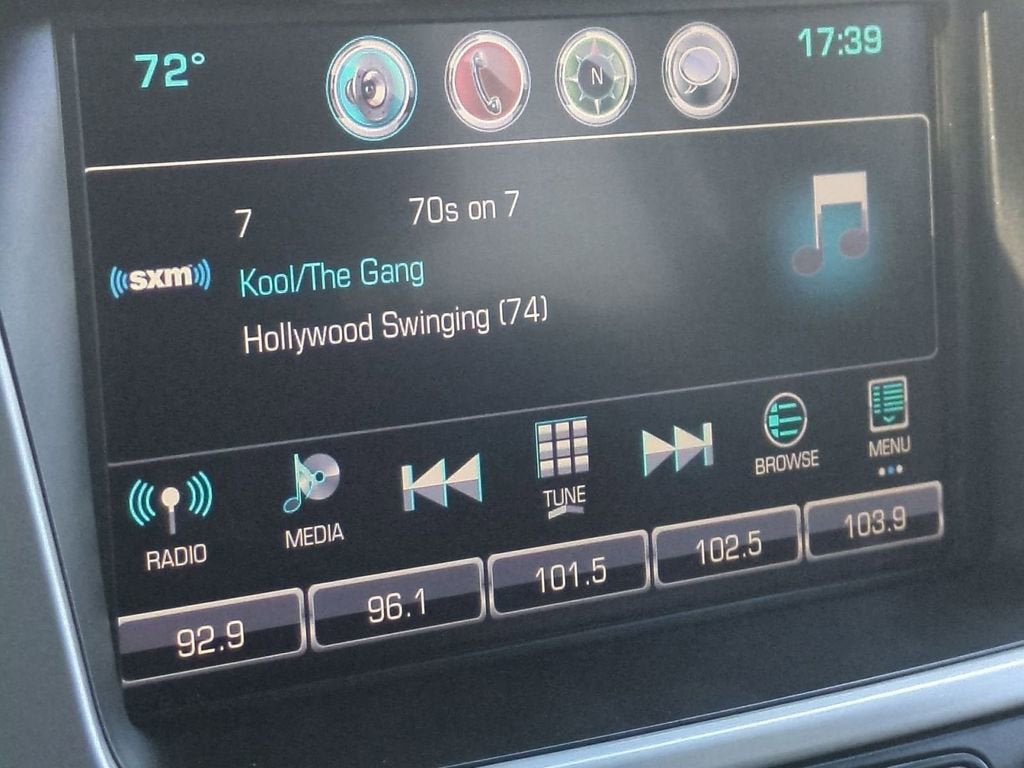 72°
N
17:39
7 70s on 7
sxm
Kool/The Gang
Hollywood Swinging (74)
RADIO
MEDIA
TUNE
BROWSE
MENU
92.9
96.1
101.5
102.5
103.9